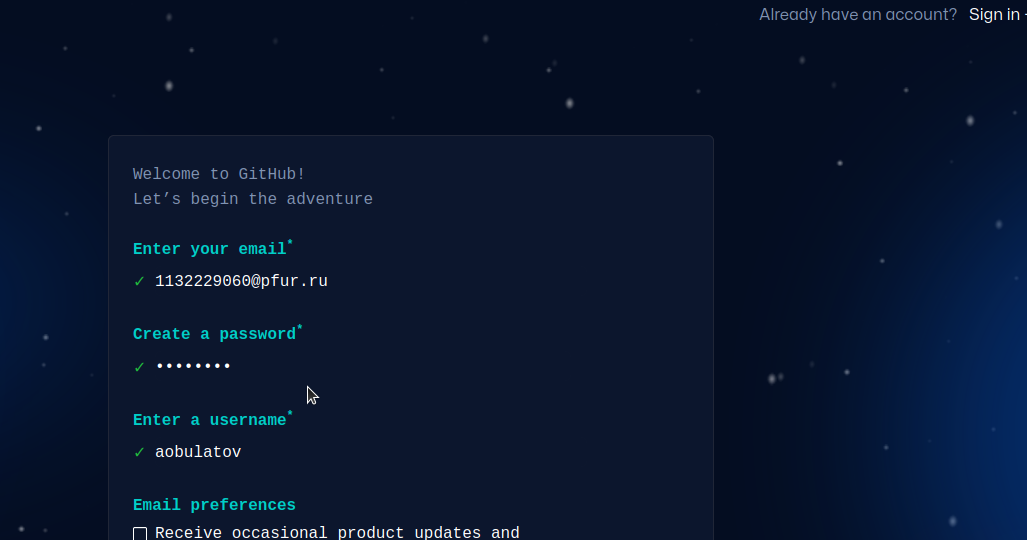 Already have an account? Sign in
Welcome to GitHub!
Let’s begin the adventure
Enter your email*
✓ 1132229060@pfur.ru
Create a password*
✓ ••••••••
Enter a username*
✓ aobulatov
Email preferences
Receive occasional product updates and